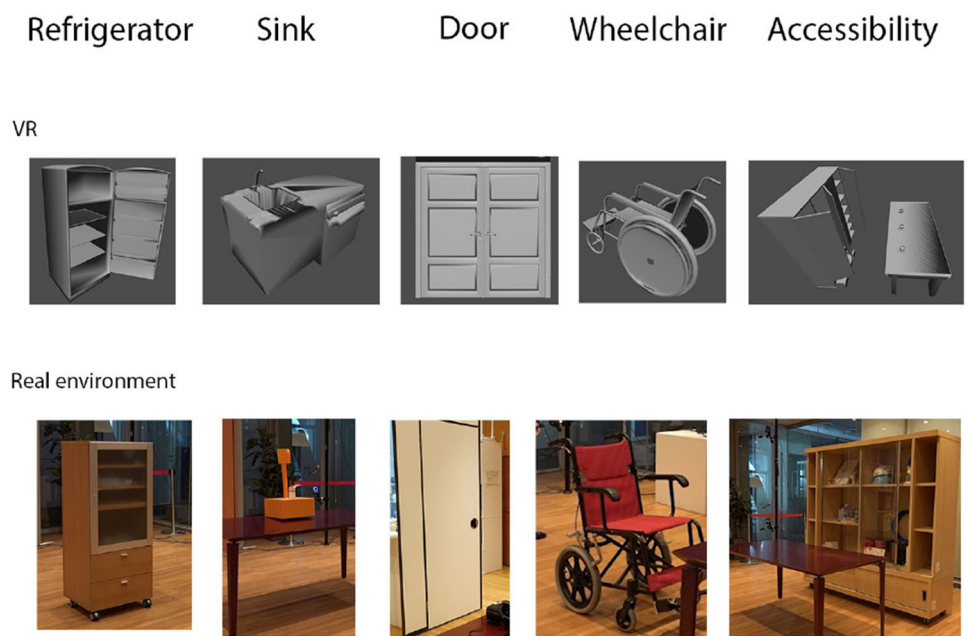 Refrigerator Sink Door Wheelchair Accessibility
VR
Real environment